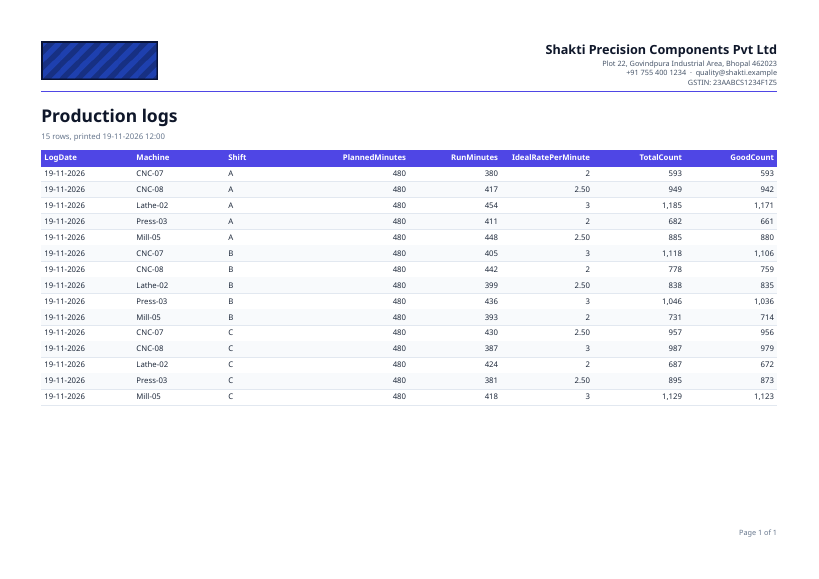 Shakti Precision Components Pvt Ltd
Plot 22, Govindpura Industrial Area, Bhopal 462023
+91 755 400 1234 · quality@shakti.example
GSTIN: 23AABCS1234F1Z5
Production logs
15 rows, printed 19-11-2026 12:00
LogDate Machine Shift PlannedMinutes RunMinutes IdealRatePerMinute TotalCount GoodCount
19-11-2026 CNC-07 A 480 380 2 593 593
19-11-2026 CNC-08 A 480 417 2.50 949 942
19-11-2026 Lathe-02 A 480 454 3 1,185 1,171
19-11-2026 Press-03 A 480 411 2 682 661
19-11-2026 Mill-05 A 480 448 2.50 885 880
19-11-2026 CNC-07 B 480 405 3 1,118 1,106
19-11-2026 CNC-08 B 480 442 2 778 759
19-11-2026 Lathe-02 B 480 399 2.50 838 835
19-11-2026 Press-03 B 480 436 3 1,046 1,036
19-11-2026 Mill-05 B 480 393 2 731 714
19-11-2026 CNC-07 C 480 430 2.50 957 956
19-11-2026 CNC-08 C 480 387 3 987 979
19-11-2026 Lathe-02 C 480 424 2 687 672
19-11-2026 Press-03 C 480 381 2.50 895 873
19-11-2026 Mill-05 C 480 418 3 1,129 1,123
Page 1 of 1